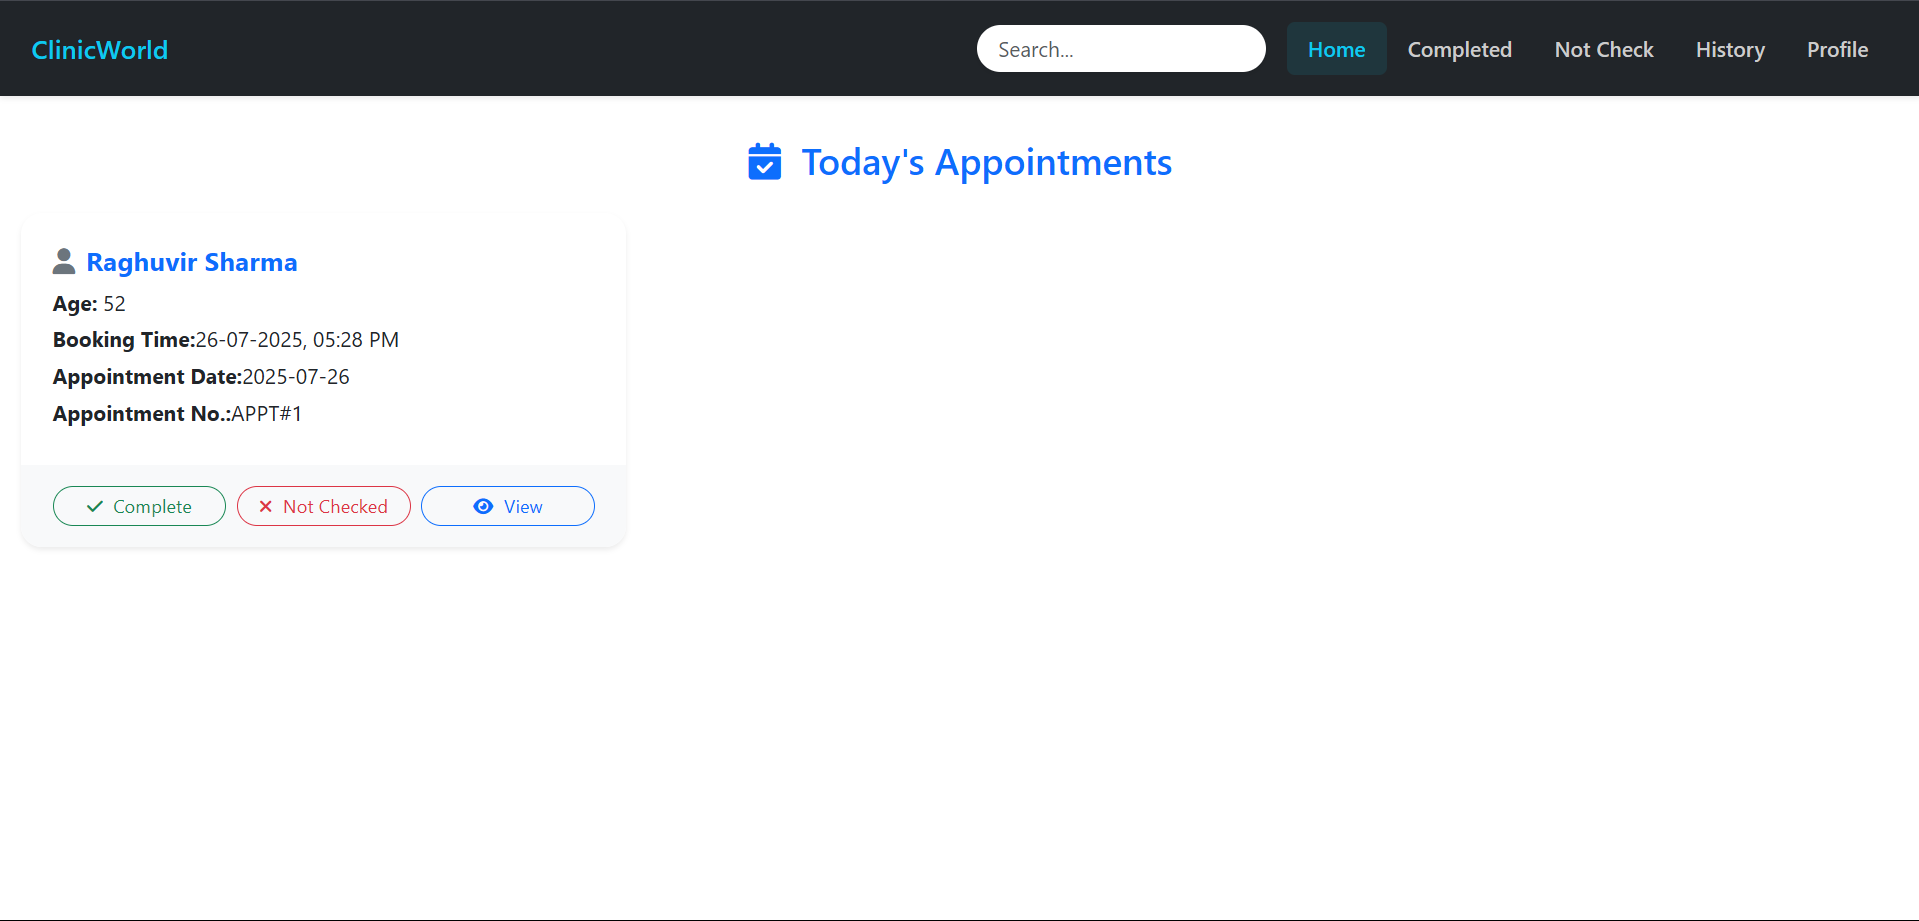 ClinicWorld
Search...
Home
Completed
Not Check
History
Profile
Today's Appointments
Raghuvir Sharma
Age: 52
Booking Time:26-07-2025, 05:28 PM
Appointment Date:2025-07-26
Appointment No.:APPT#1
Complete
Not Checked
View